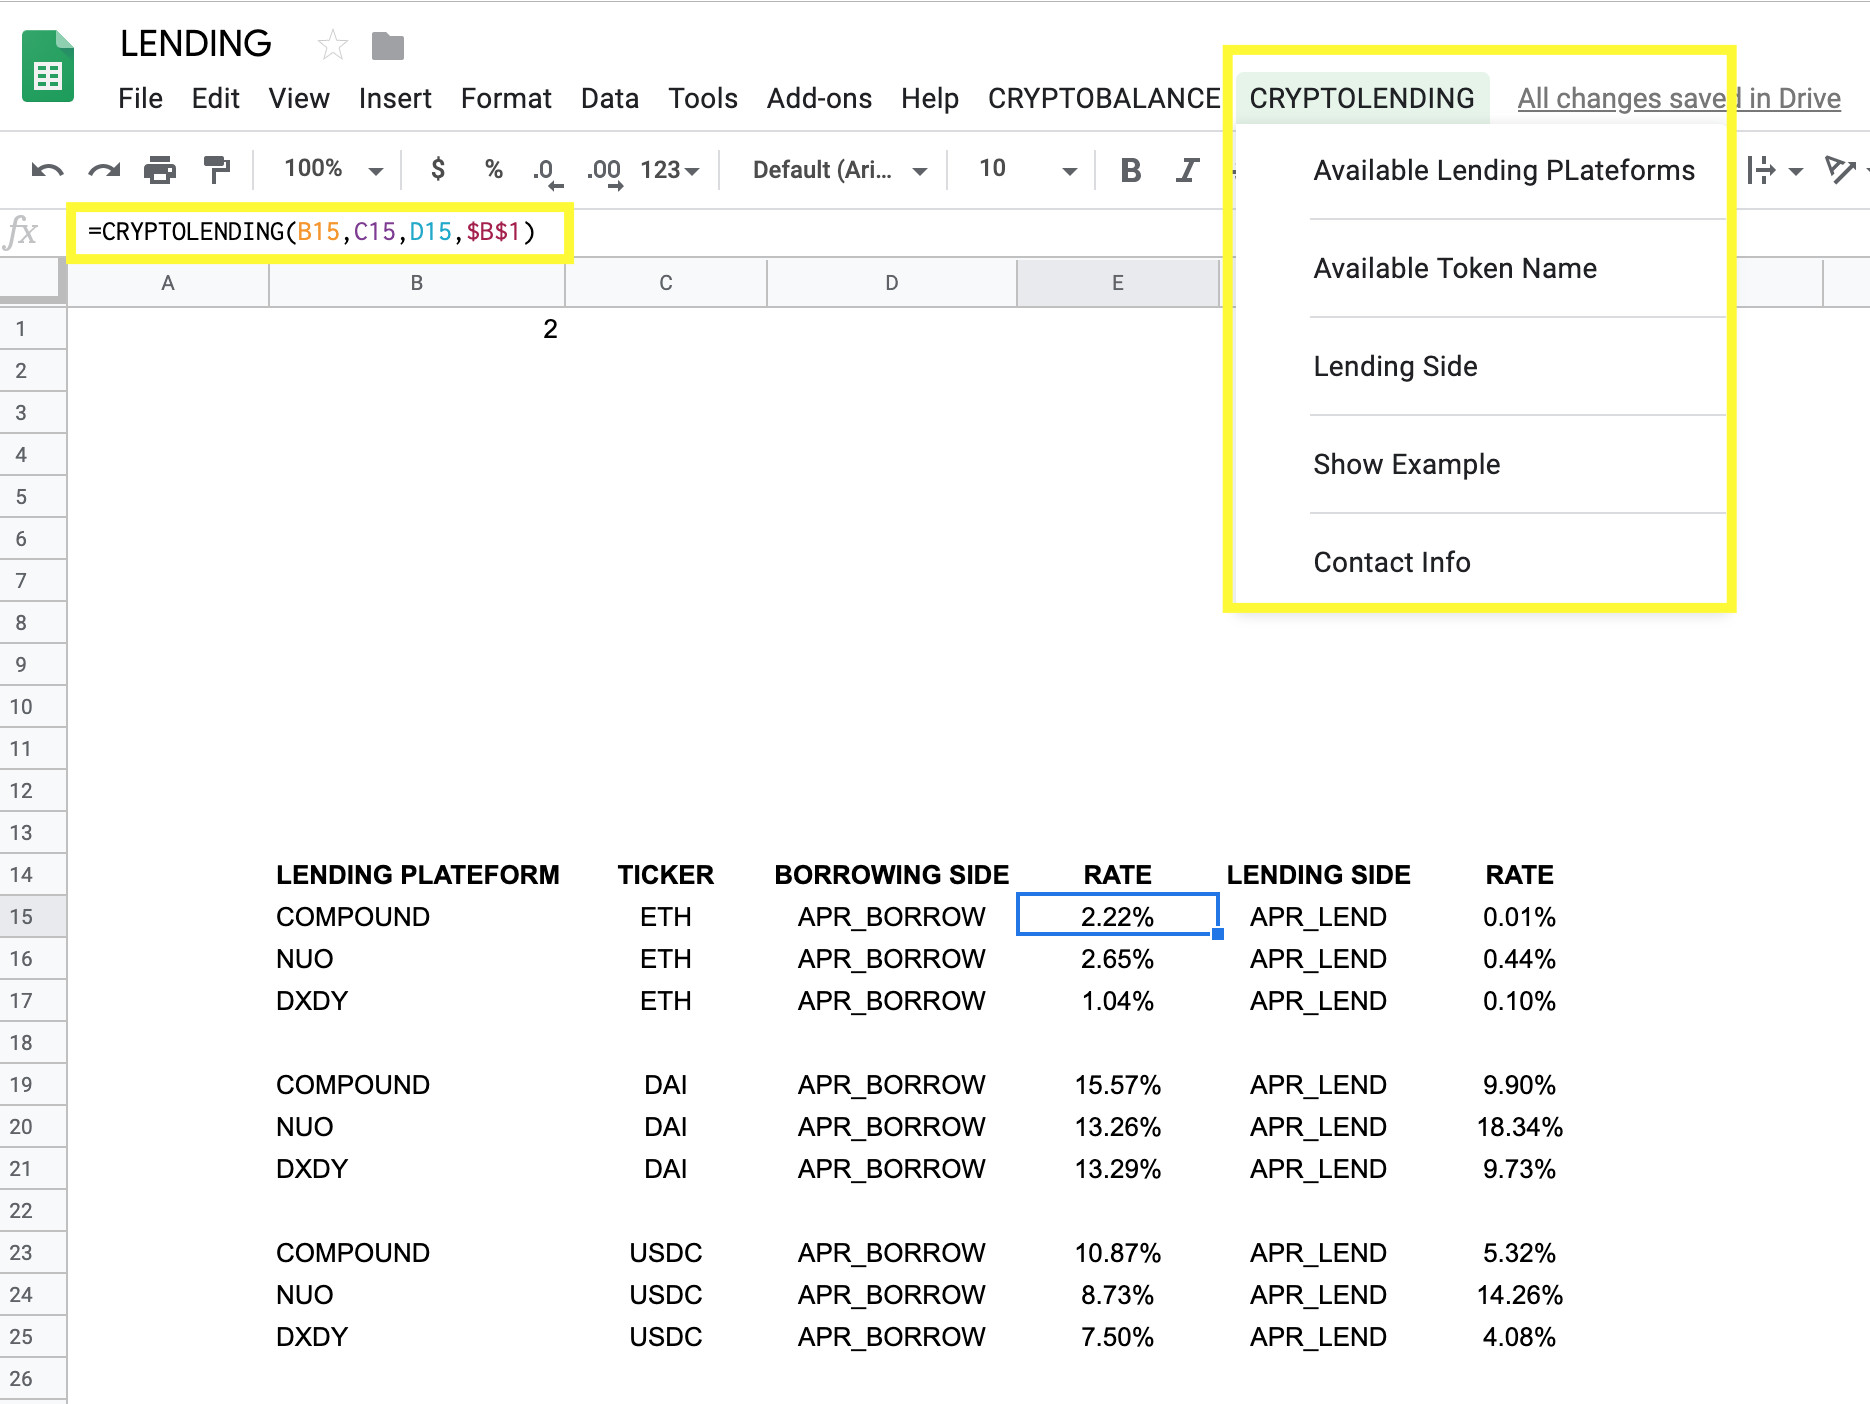 LENDING
File Edit View Insert Format Data Tools Add-ons Help CRYPTOBALANCE CRYPTOLENDING All changes saved in Drive
100% $ % .0 .00 123 Default (Ari... 10 B I
fx =CRYPTOLENDING(B15,C15,D15,$B$1)
Available Lending PLateforms
Available Token Name
Lending Side
Show Example
Contact Info
A B C D E
1 2
2
3
4
5
6
7
8
9
10
11
12
13
14 LENDING PLATEFORM TICKER BORROWING SIDE RATE LENDING SIDE RATE
15 COMPOUND ETH APR_BORROW 2.22% APR_LEND 0.01%
16 NUO ETH APR_BORROW 2.65% APR_LEND 0.44%
17 DXDY ETH APR_BORROW 1.04% APR_LEND 0.10%
18
19 COMPOUND DAI APR_BORROW 15.57% APR_LEND 9.90%
20 NUO DAI APR_BORROW 13.26% APR_LEND 18.34%
21 DXDY DAI APR_BORROW 13.29% APR_LEND 9.73%
22
23 COMPOUND USDC APR_BORROW 10.87% APR_LEND 5.32%
24 NUO USDC APR_BORROW 8.73% APR_LEND 14.26%
25 DXDY USDC APR_BORROW 7.50% APR_LEND 4.08%
26